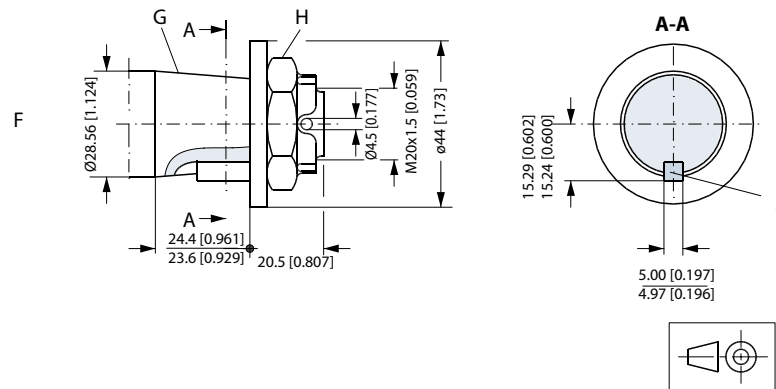 G
A
H
A-A
F
Ø28.56 [1.124]
Ø4.5 [0.177]
M20x1.5 [0.059]
ø44 [1.73]
15.29 [0.602]
15.24 [0.600]
A
24.4 [0.961]
23.6 [0.929]
20.5 [0.807]
5.00 [0.197]
4.97 [0.196]